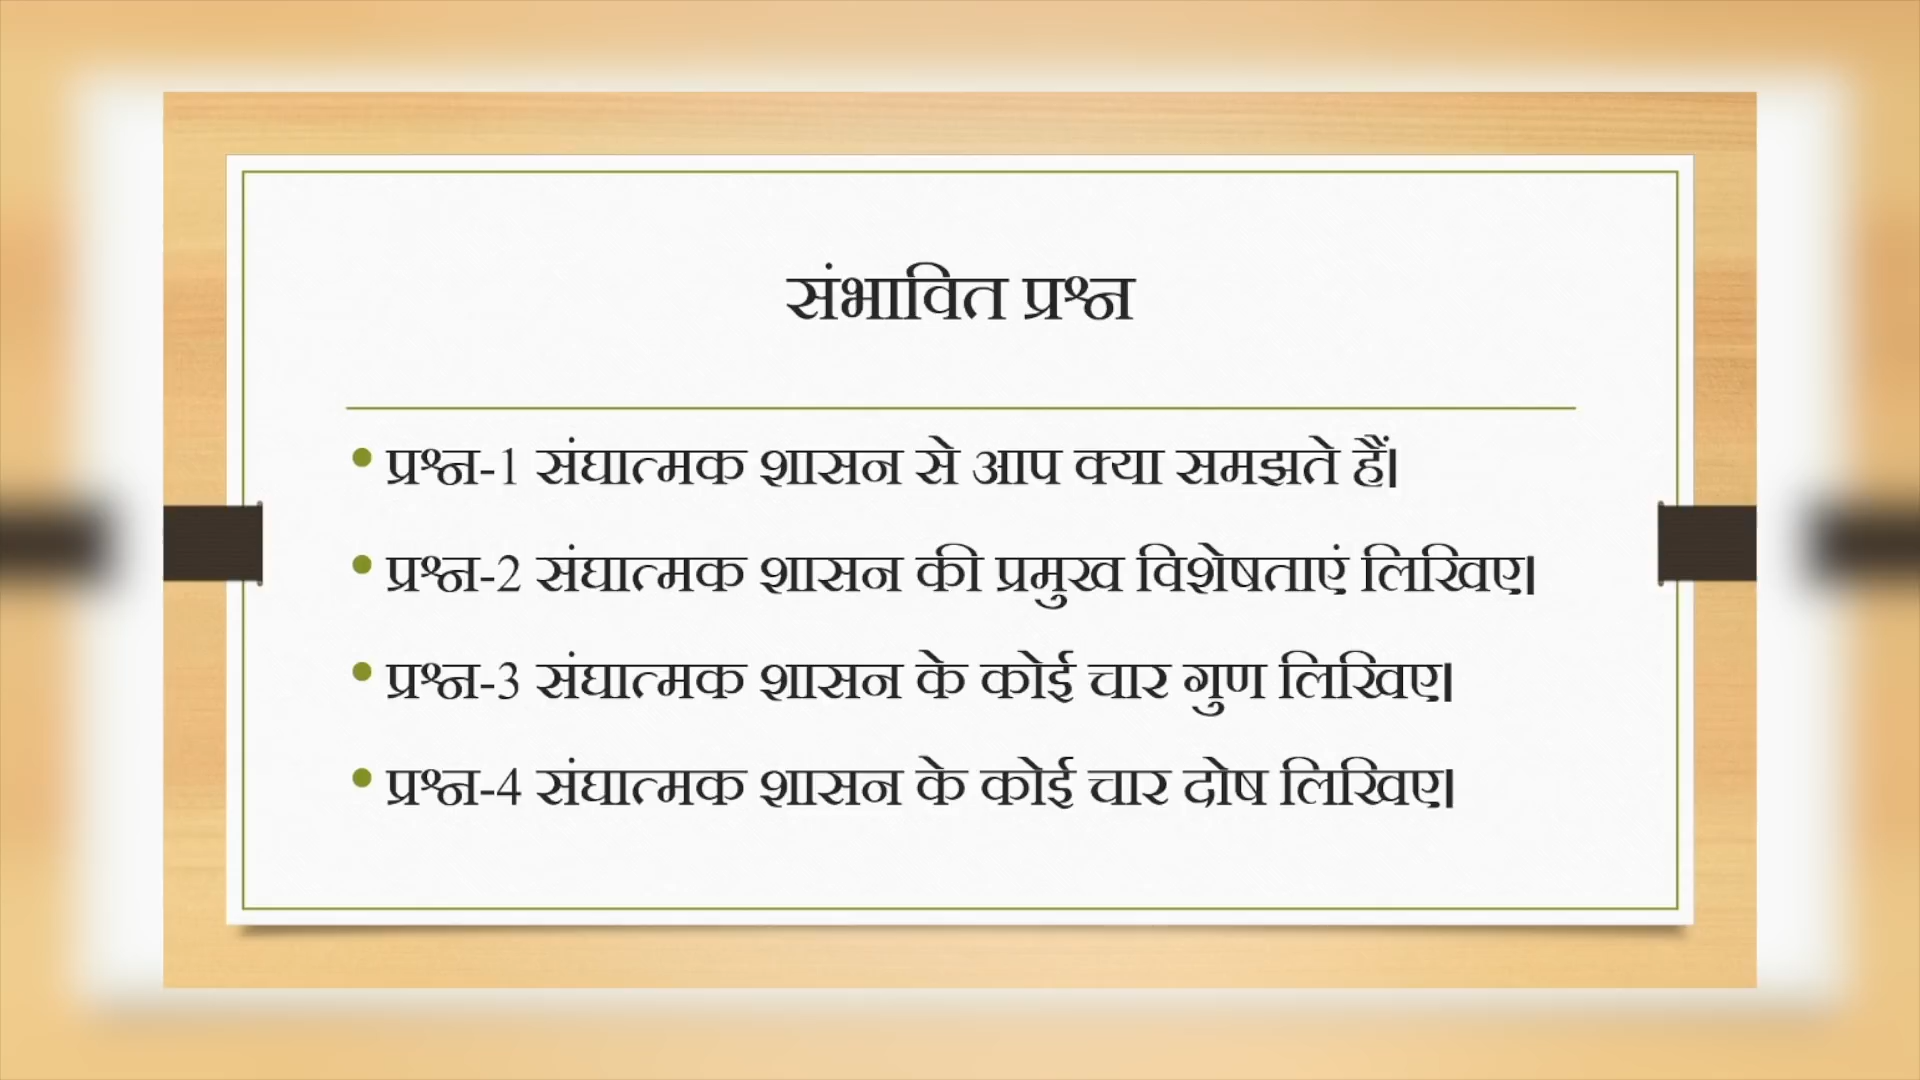 संभावित प्रश्न
• प्रश्न-1 संघात्मक शासन से आप क्या समझते हैं।
• प्रश्न-2 संघात्मक शासन की प्रमुख विशेषताएं लिखिए।
• प्रश्न-3 संघात्मक शासन के कोई चार गुण लिखिए।
• प्रश्न-4 संघात्मक शासन के कोई चार दोष लिखिए।